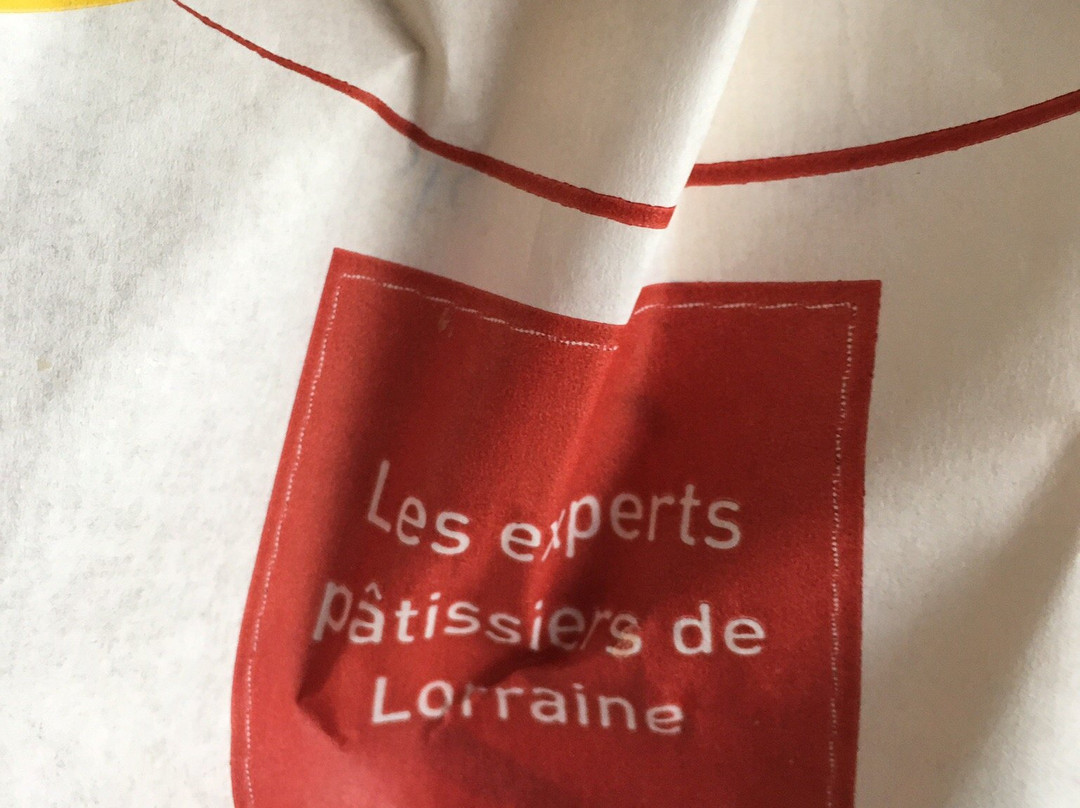 Les experts
pâtissiers de
Lorraine